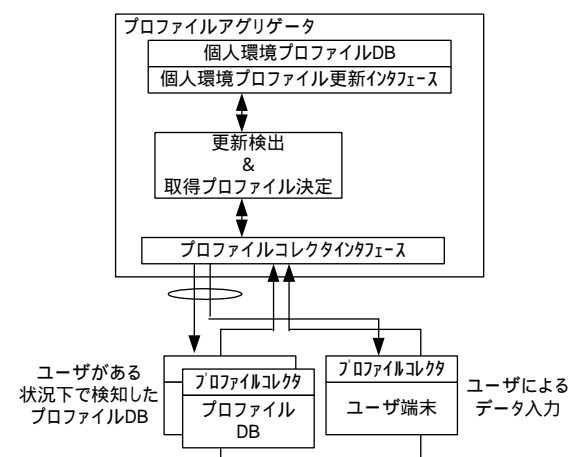 プロファイルアグリゲータ
個人環境プロファイルDB
個人環境プロファイル更新ｲﾝﾀﾌｪｰｽ
更新検出
&
取得プロファイル決定
プロファイルコレクタｲﾝﾀﾌｪｰｽ
ユーザがある
状況下で検知した
プロファイルDB
ﾌﾟﾛﾌｧｲﾙｺﾚｸﾀ
プロファイル
DB
ﾌﾟﾛﾌｧｲﾙｺﾚｸﾀ
ユーザ端末
ユーザによる
データ入力